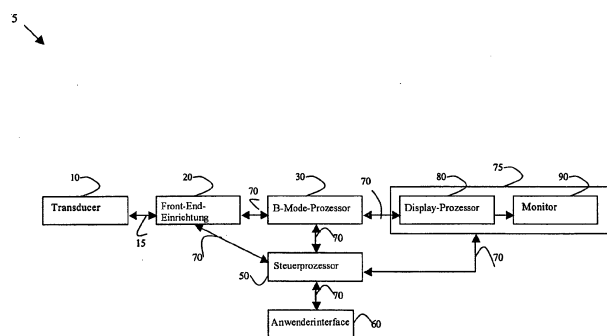 5
10 20 30 80 75 90
Transducer Front-End-Einrichtung 70 B-Mode-Prozessor 70 Display-Prozessor Monitor
15 70 70 70
50 Steuerprozessor
70
Anwenderinterface 60